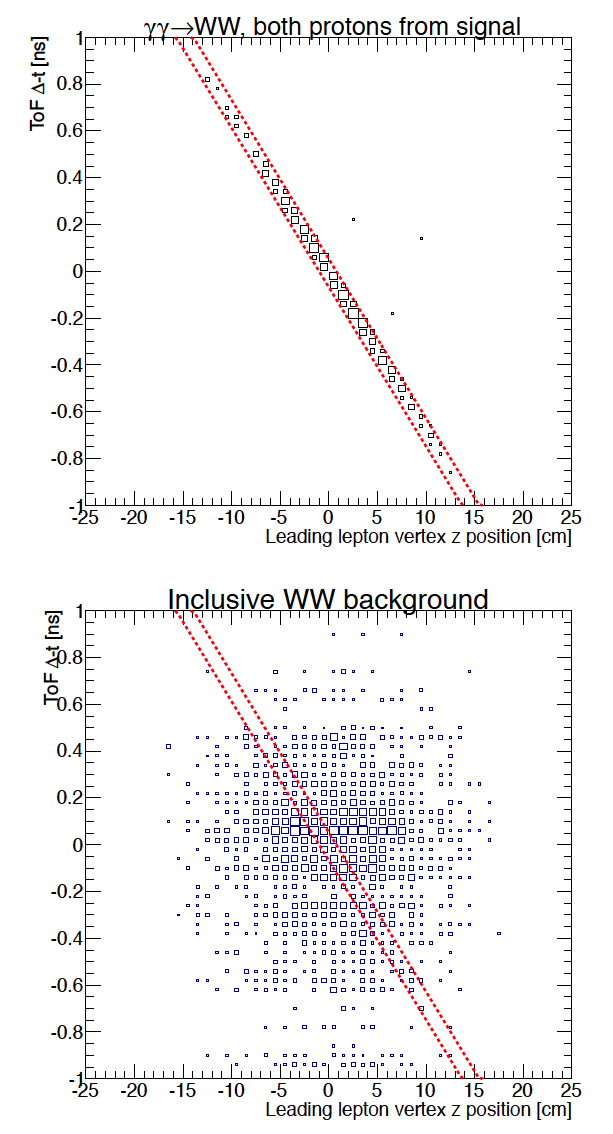 γγ→WW, both protons from signal
ToF Δ-t [ns]
1
0.8
0.6
0.4
0.2
0
-0.2
-0.4
-0.6
-0.8
-1
-25 -20 -15 -10 -5 0 5 10 15 20 25
Leading lepton vertex z position [cm]
Inclusive WW background
ToF Δ-t [ns]
1
0.8
0.6
0.4
0.2
0
-0.2
-0.4
-0.6
-0.8
-1
-25 -20 -15 -10 -5 0 5 10 15 20 25
Leading lepton vertex z position [cm]